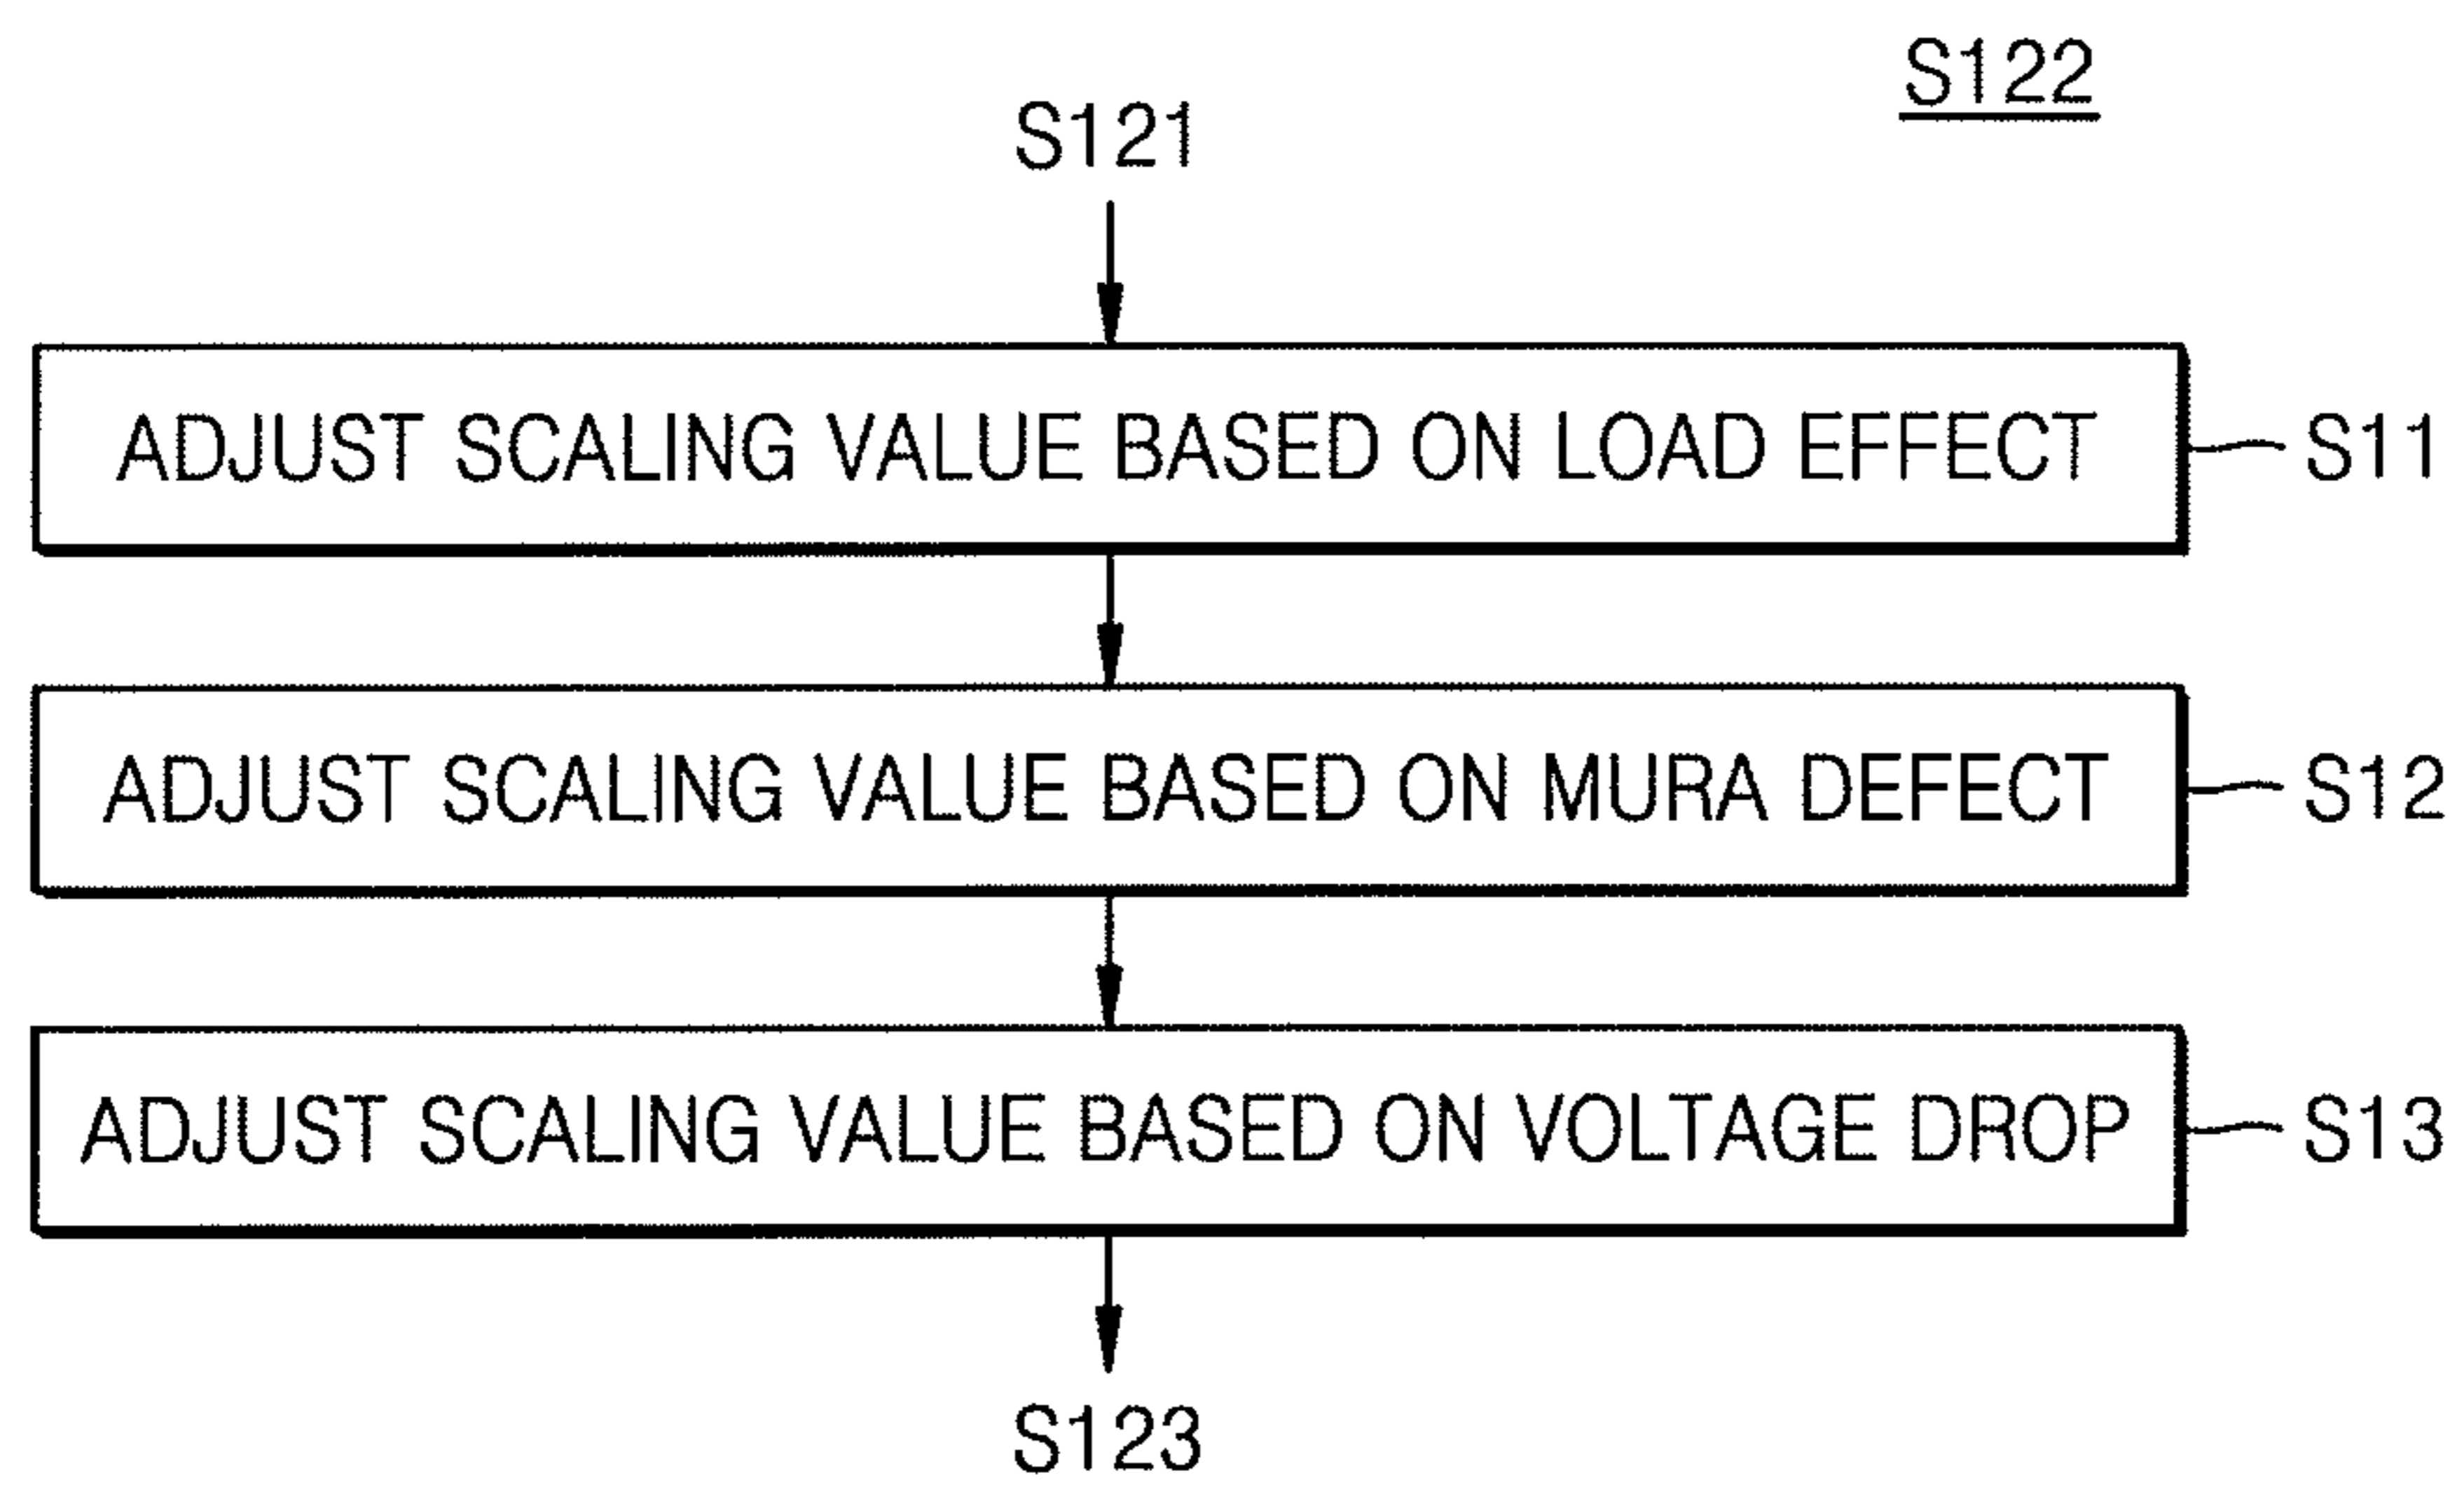 S122
S121
ADJUST SCALING VALUE BASED ON LOAD EFFECT
S11
ADJUST SCALING VALUE BASED ON MURA DEFECT
S12
ADJUST SCALING VALUE BASED ON VOLTAGE DROP
S13
S123